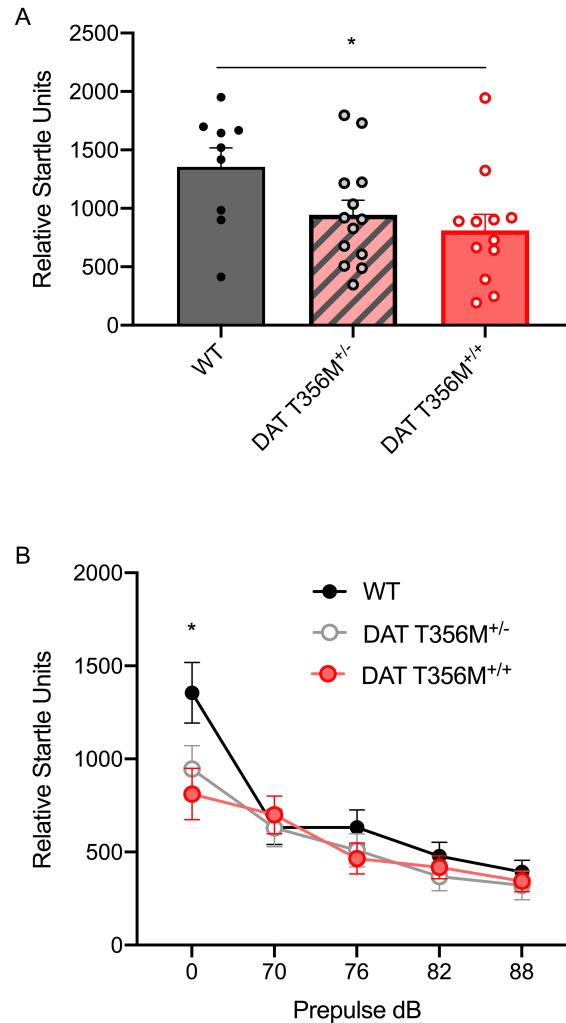 A
*
2500
2000
1500
1000
500
0
Relative Startle Units
WT
DAT T356M+/-
DAT T356M+/+
B
2000
1500
1000
500
0
Relative Startle Units
*
WT
DAT T356M+/-
DAT T356M+/+
0 70 76 82 88
Prepulse dB